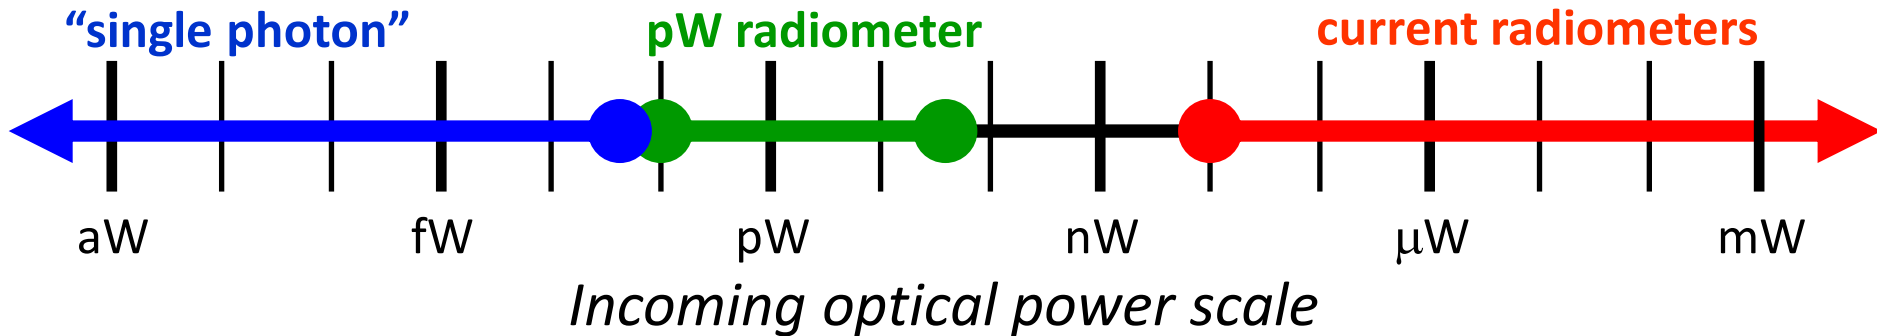 “single photon” pW radiometer current radiometers
aW fW pW nW μW mW
Incoming optical power scale